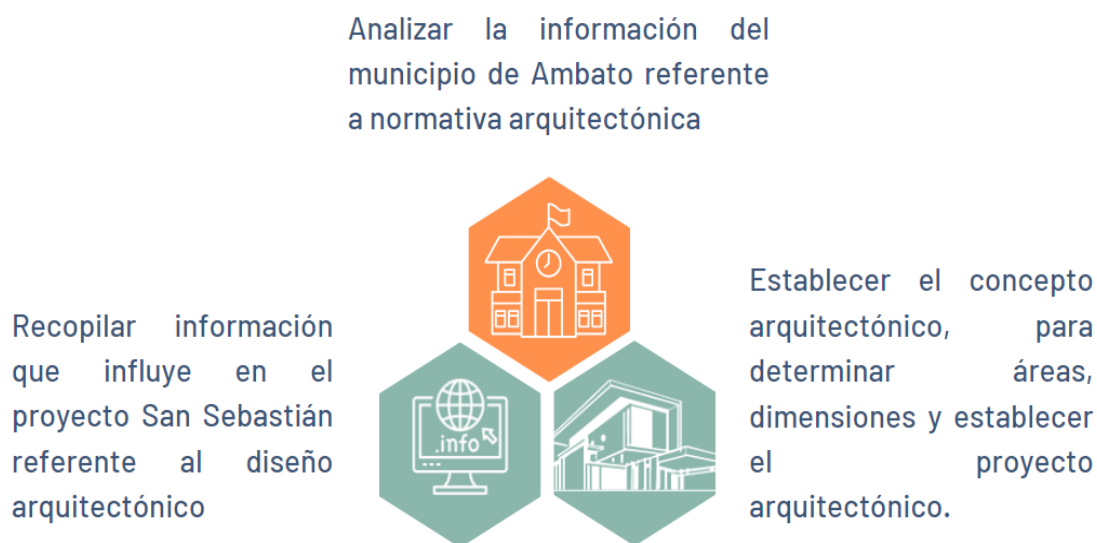 Analizar la información del
municipio de Ambato referente
a normativa arquitectónica
Recopilar información
que influye en el
proyecto San Sebastián
referente al diseño
arquitectónico
.info
Establecer el concepto
arquitectónico, para
determinar áreas,
dimensiones y establecer
el proyecto
arquitectónico.